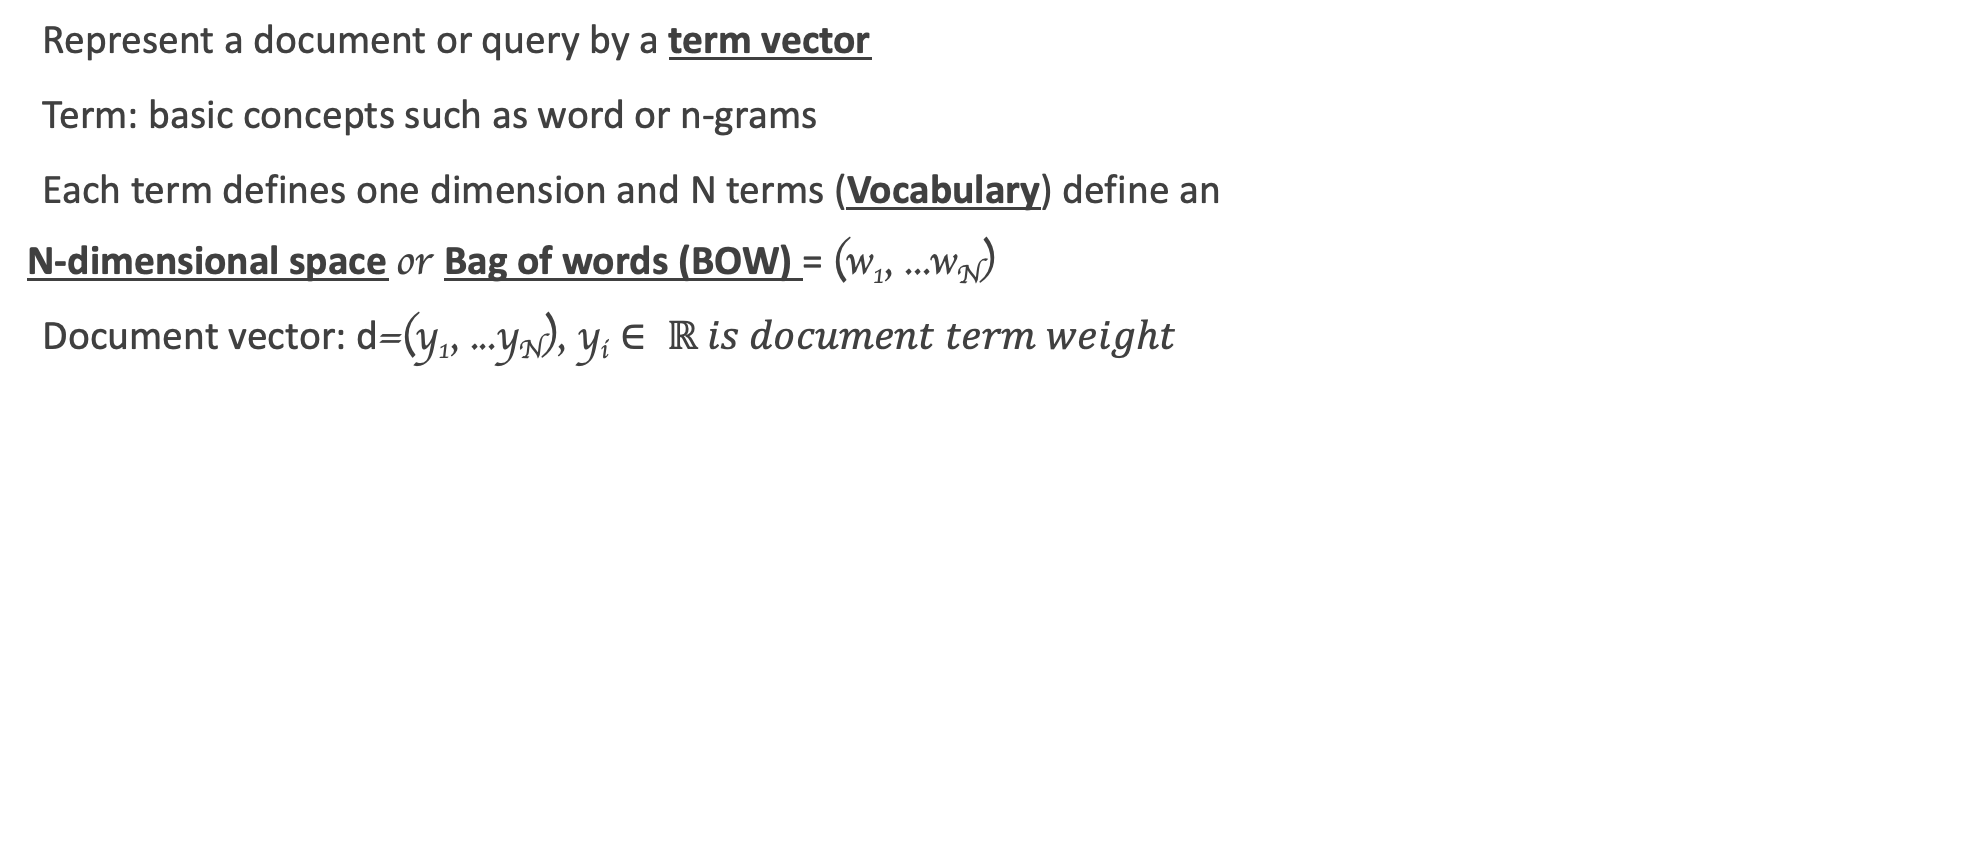 Represent a document or query by a term vector
Term: basic concepts such as word or n-grams
Each term defines one dimension and N terms (Vocabulary) define an
N-dimensional space or Bag of words (BOW) = (w₁, ...w_N)
Document vector: d=(y₁, ...y_N), yᵢ ∈ ℝ is document term weight